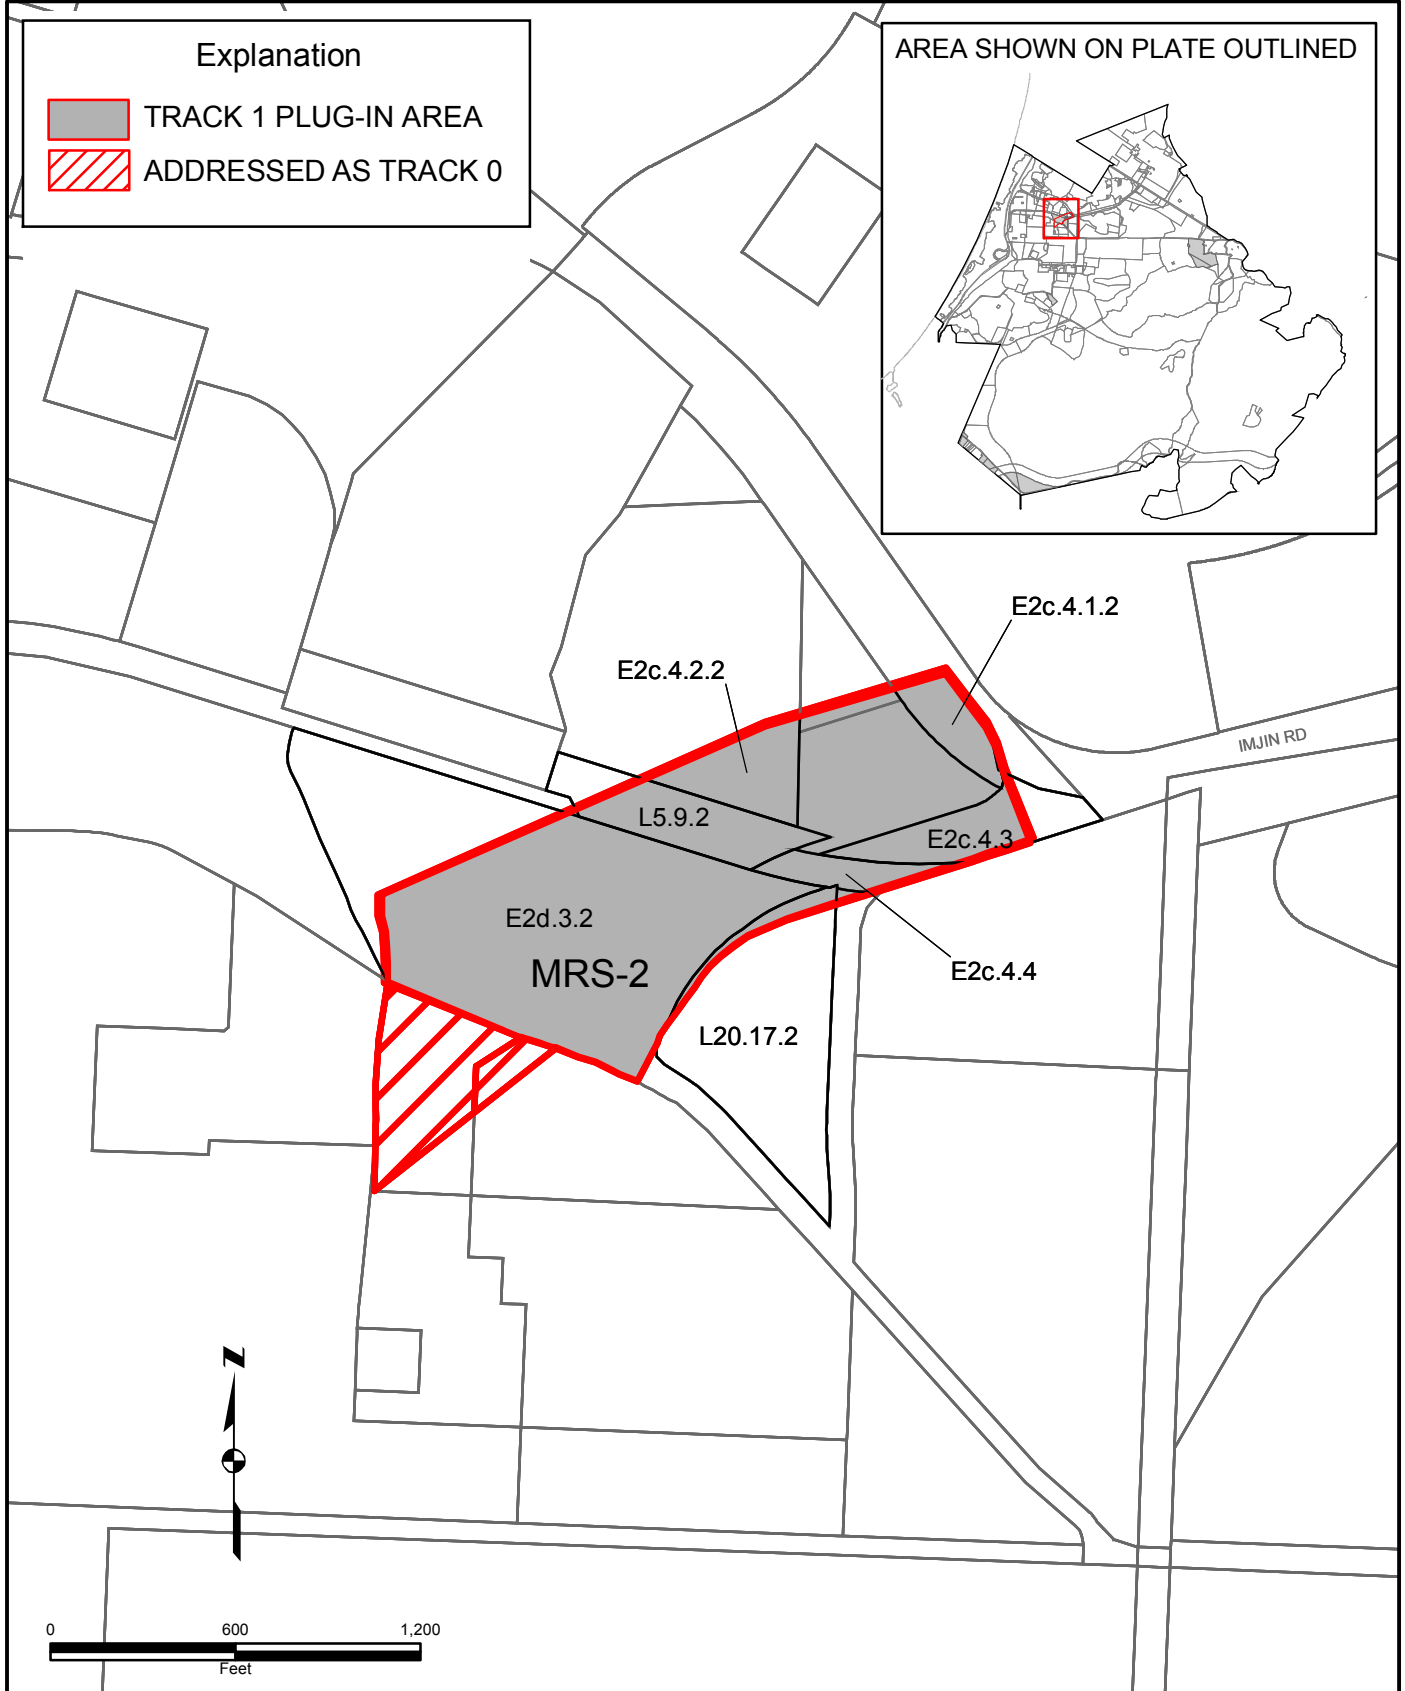 Explanation
TRACK 1 PLUG-IN AREA
ADDRESSED AS TRACK 0
AREA SHOWN ON PLATE OUTLINED
E2c.4.1.2
E2c.4.2.2
IMJIN RD
L5.9.2
E2c.4.3
E2d.3.2
MRS-2
E2c.4.4
L20.17.2
N
0 600 1,200
Feet